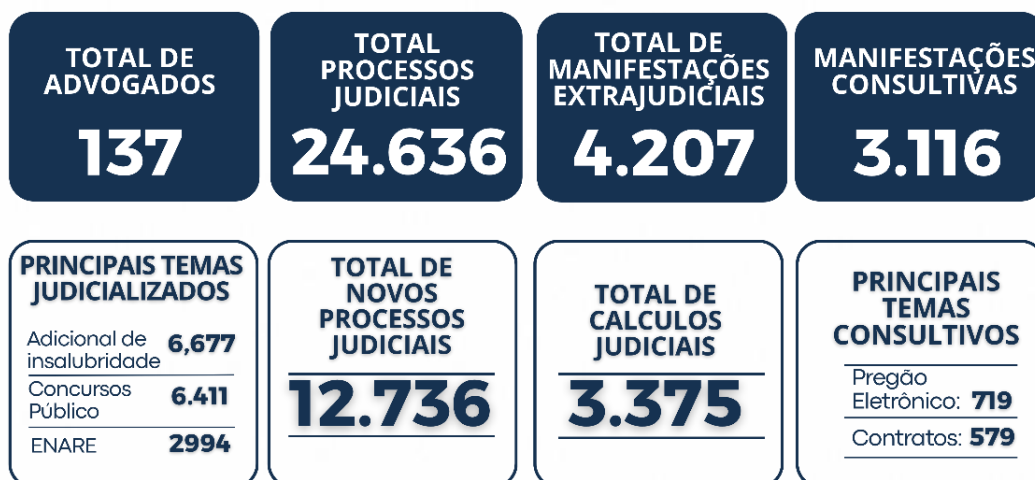 TOTAL DE
ADVOGADOS
137
TOTAL
PROCESSOS
JUDICIAIS
24.636
TOTAL DE
MANIFESTAÇÕES
EXTRAJUDICIAIS
4.207
MANIFESTAÇÕES
CONSULTIVAS
3.116
PRINCIPAIS TEMAS
JUDICIALIZADOS
Adicional de
insalubridade 6,677
Concursos
Público 6.411
ENARE 2994
TOTAL DE
NOVOS
PROCESSOS
JUDICIAIS
12.736
TOTAL DE
CALCULOS
JUDICIAIS
3.375
PRINCIPAIS
TEMAS
CONSULTIVOS
Pregão
Eletrônico: 719
Contratos: 579